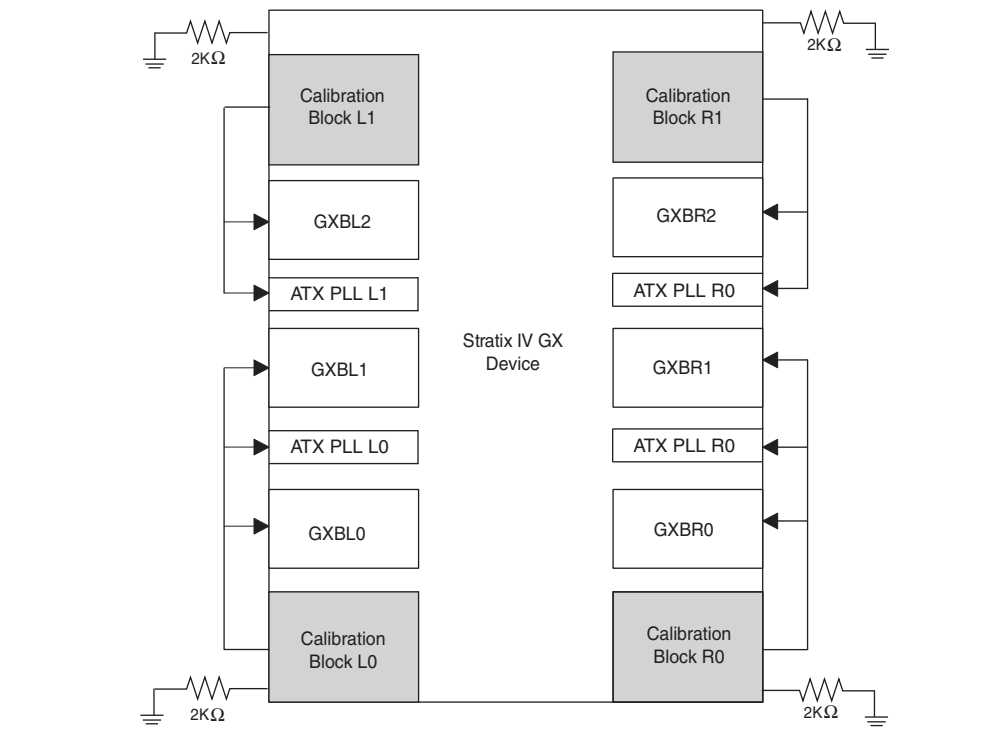 2KΩ
2KΩ
Calibration
Block L1
Calibration
Block R1
GXBL2
GXBR2
ATX PLL L1
ATX PLL R0
Stratix IV GX
Device
GXBL1
GXBR1
ATX PLL L0
ATX PLL R0
GXBL0
GXBR0
Calibration
Block L0
Calibration
Block R0
2KΩ
2KΩ